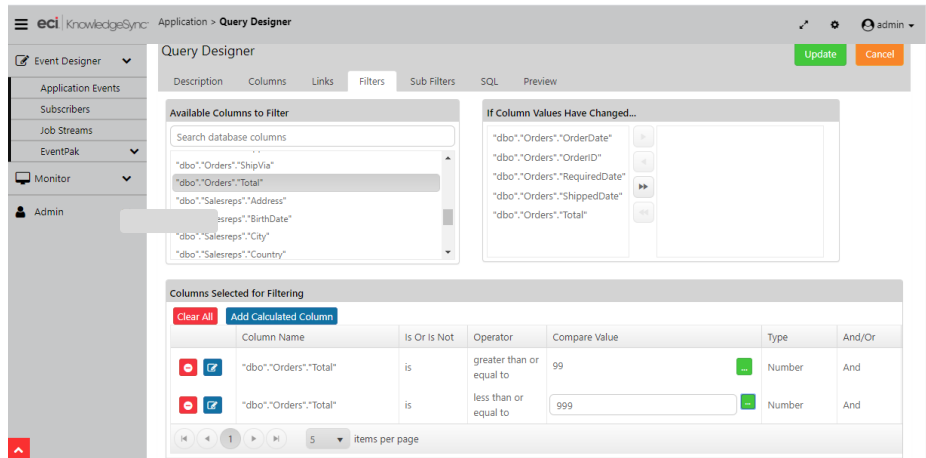 eci KnowledgeSync Application > Query Designer admin
Event Designer
Application Events
Subscribers
Job Streams
EventPak
Monitor
Admin
Query Designer
Update Cancel
Description Columns Links Filters Sub Filters SQL Preview
Available Columns to Filter
Search database columns
"dbo"."Orders"."ShipVia"
"dbo"."Orders"."Total"
"dbo"."Salesreps"."Address"
esreps"."BirthDate"
"dbo"."Salesreps"."City"
"dbo"."Salesreps"."Country"
If Column Values Have Changed...
"dbo"."Orders"."OrderDate"
"dbo"."Orders"."OrderID"
"dbo"."Orders"."RequiredDate"
"dbo"."Orders"."ShippedDate"
"dbo"."Orders"."Total"
Columns Selected for Filtering
Clear All Add Calculated Column
Column Name Is Or Is Not Operator Compare Value Type And/Or
"dbo"."Orders"."Total" is greater than or equal to 99 ... Number And
"dbo"."Orders"."Total" is less than or equal to 999 ... Number And
1 5 items per page